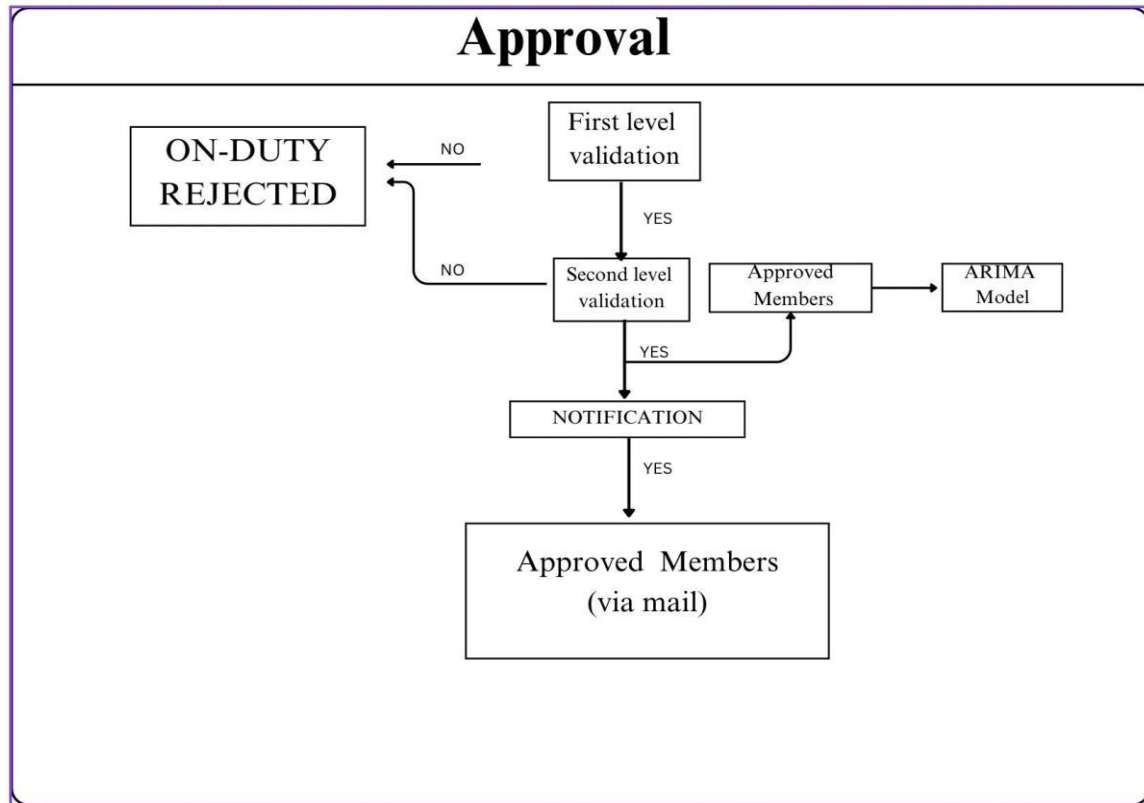 Approval
First level
validation
ON-DUTY
REJECTED
NO
YES
NO
Second level
validation
Approved
Members
ARIMA
Model
YES
NOTIFICATION
YES
Approved Members
(via mail)